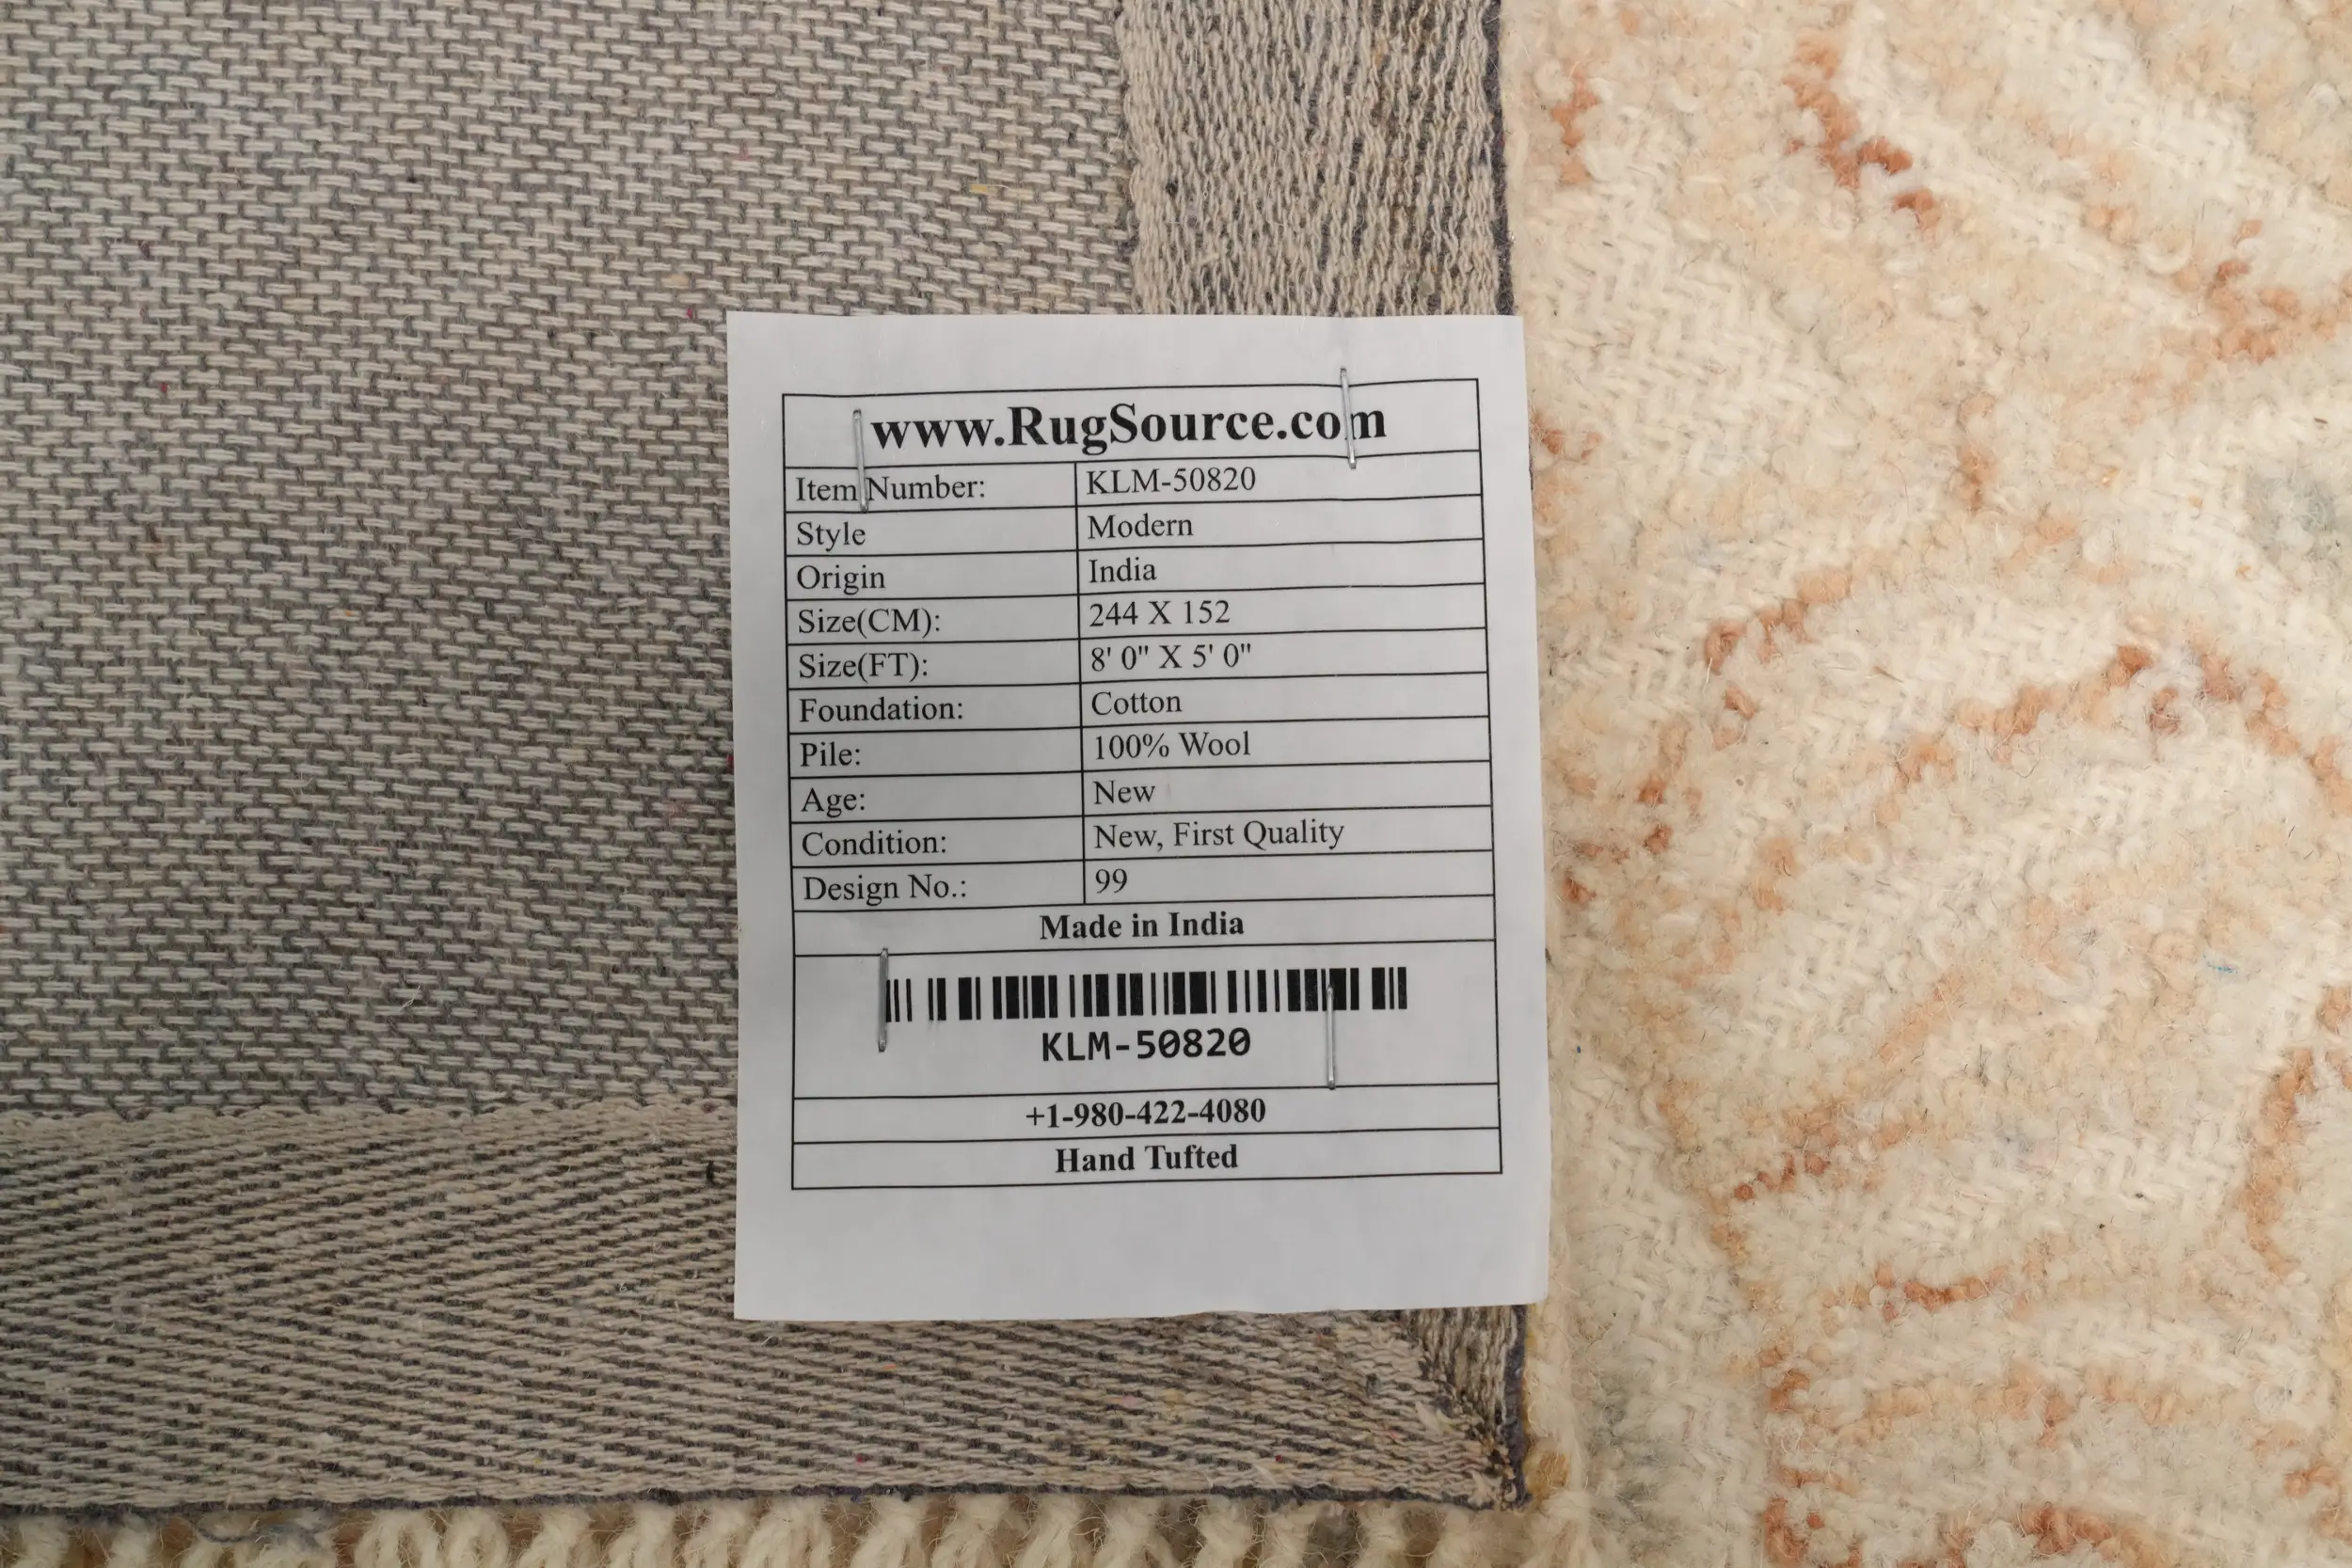 www.RugSource.com
Item Number: KLM-50820
Style Modern
Origin India
Size(CM): 244 X 152
Size(FT): 8' 0" X 5' 0"
Foundation: Cotton
Pile: 100% Wool
Age: New
Condition: New, First Quality
Design No.: 99
Made in India
KLM-50820
+1-980-422-4080
Hand Tufted